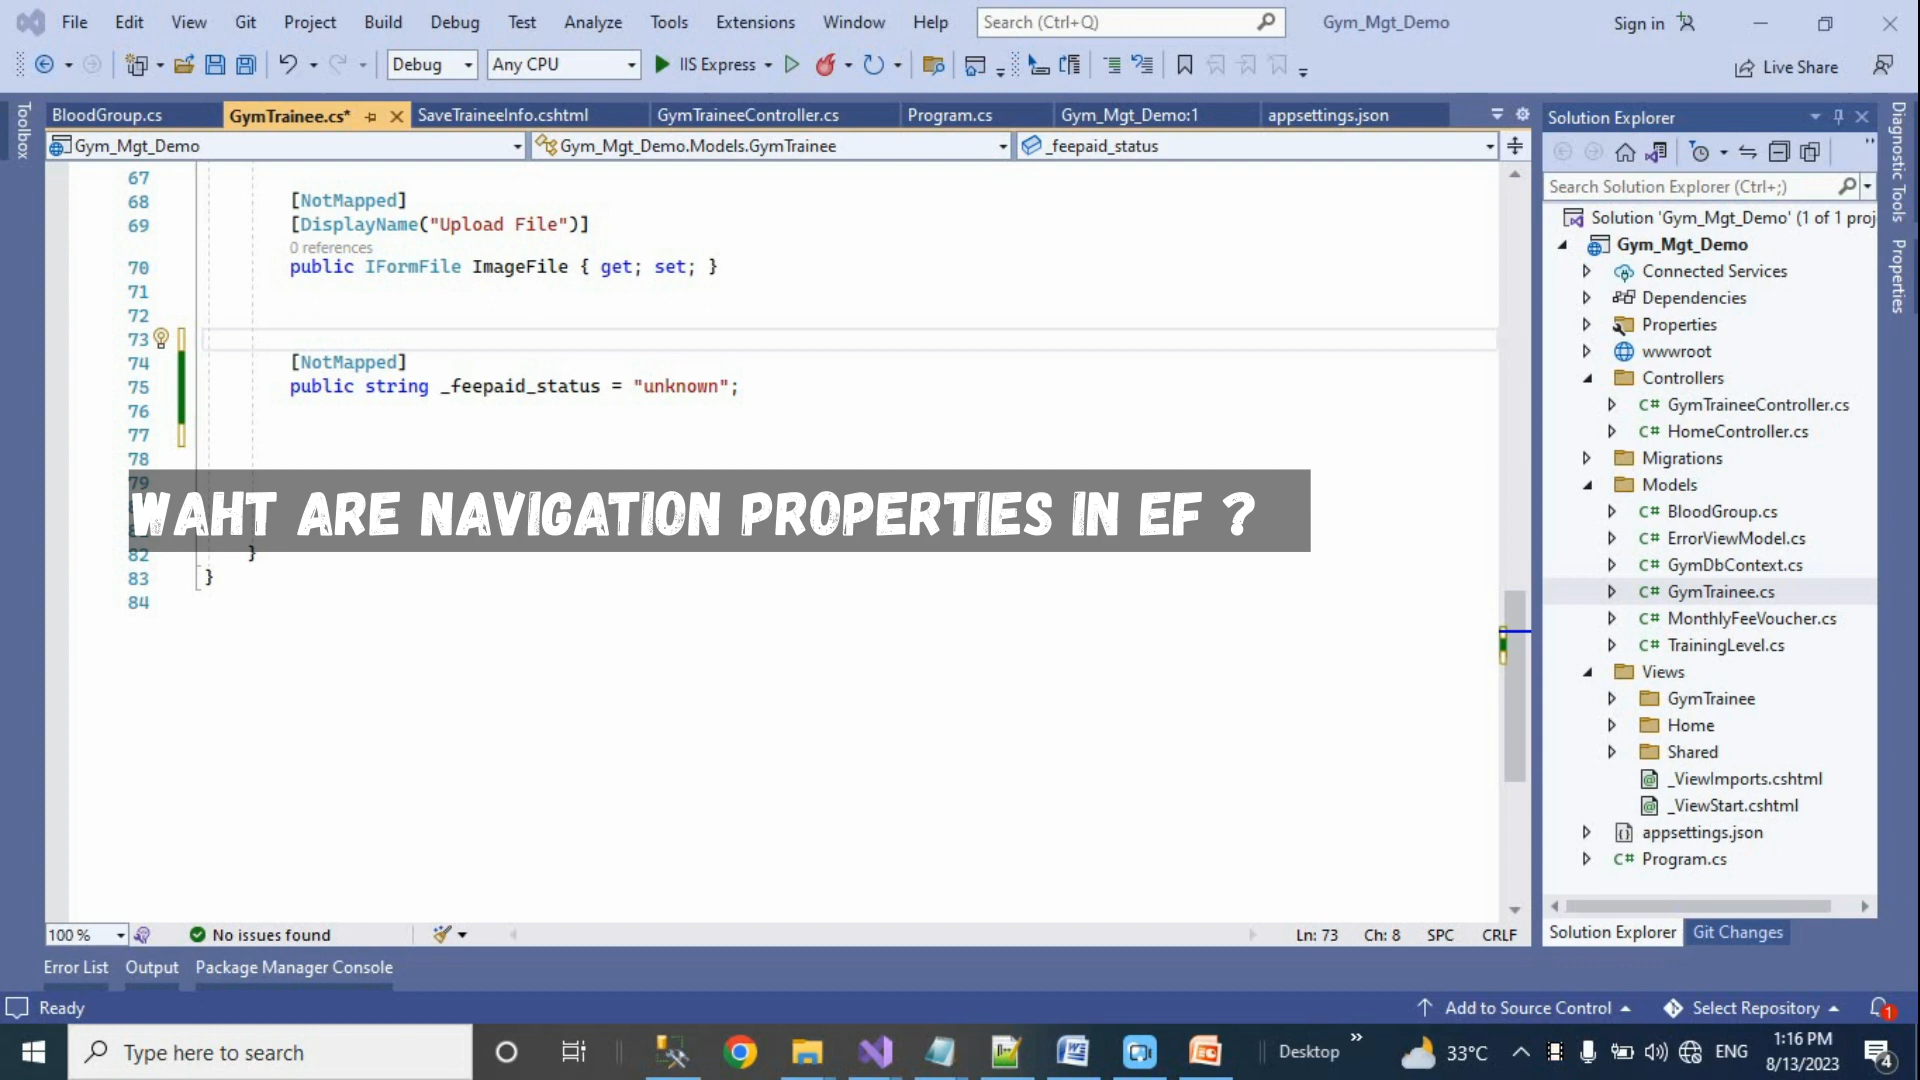 File Edit View Git Project Build Debug Test Analyze Tools Extensions Window Help Search (Ctrl+Q) Gym_Mgt_Demo Sign in
Debug Any CPU IIS Express Live Share
Toolbox
BloodGroup.cs GymTrainee.cs* SaveTraineeInfo.cshtml GymTraineeController.cs Program.cs Gym_Mgt_Demo:1 appsettings.json
Gym_Mgt_Demo Gym_Mgt_Demo.Models.GymTrainee _feepaid_status
67
68 [NotMapped]
69 [DisplayName("Upload File")]
0 references
70 public IFormFile ImageFile { get; set; }
71
72
73
74 [NotMapped]
75 public string _feepaid_status = "unknown";
76
77
78
79
WAHT ARE NAVIGATION PROPERTIES IN EF ?
82 }
83 }
84
100 % No issues found Ln: 73 Ch: 8 SPC CRLF
Error List Output Package Manager Console
Solution Explorer
Search Solution Explorer (Ctrl+;)
Solution 'Gym_Mgt_Demo' (1 of 1 proj
Gym_Mgt_Demo
Connected Services
Dependencies
Properties
wwwroot
Controllers
C# GymTraineeController.cs
C# HomeController.cs
Migrations
Models
C# BloodGroup.cs
C# ErrorViewModel.cs
C# GymDbContext.cs
C# GymTrainee.cs
C# MonthlyFeeVoucher.cs
C# TrainingLevel.cs
Views
GymTrainee
Home
Shared
_ViewImports.cshtml
_ViewStart.cshtml
appsettings.json
C# Program.cs
Solution Explorer Git Changes
Diagnostic Tools
Properties
Ready Add to Source Control Select Repository 1
Type here to search Desktop 33°C ENG 1:16 PM
8/13/2023 4